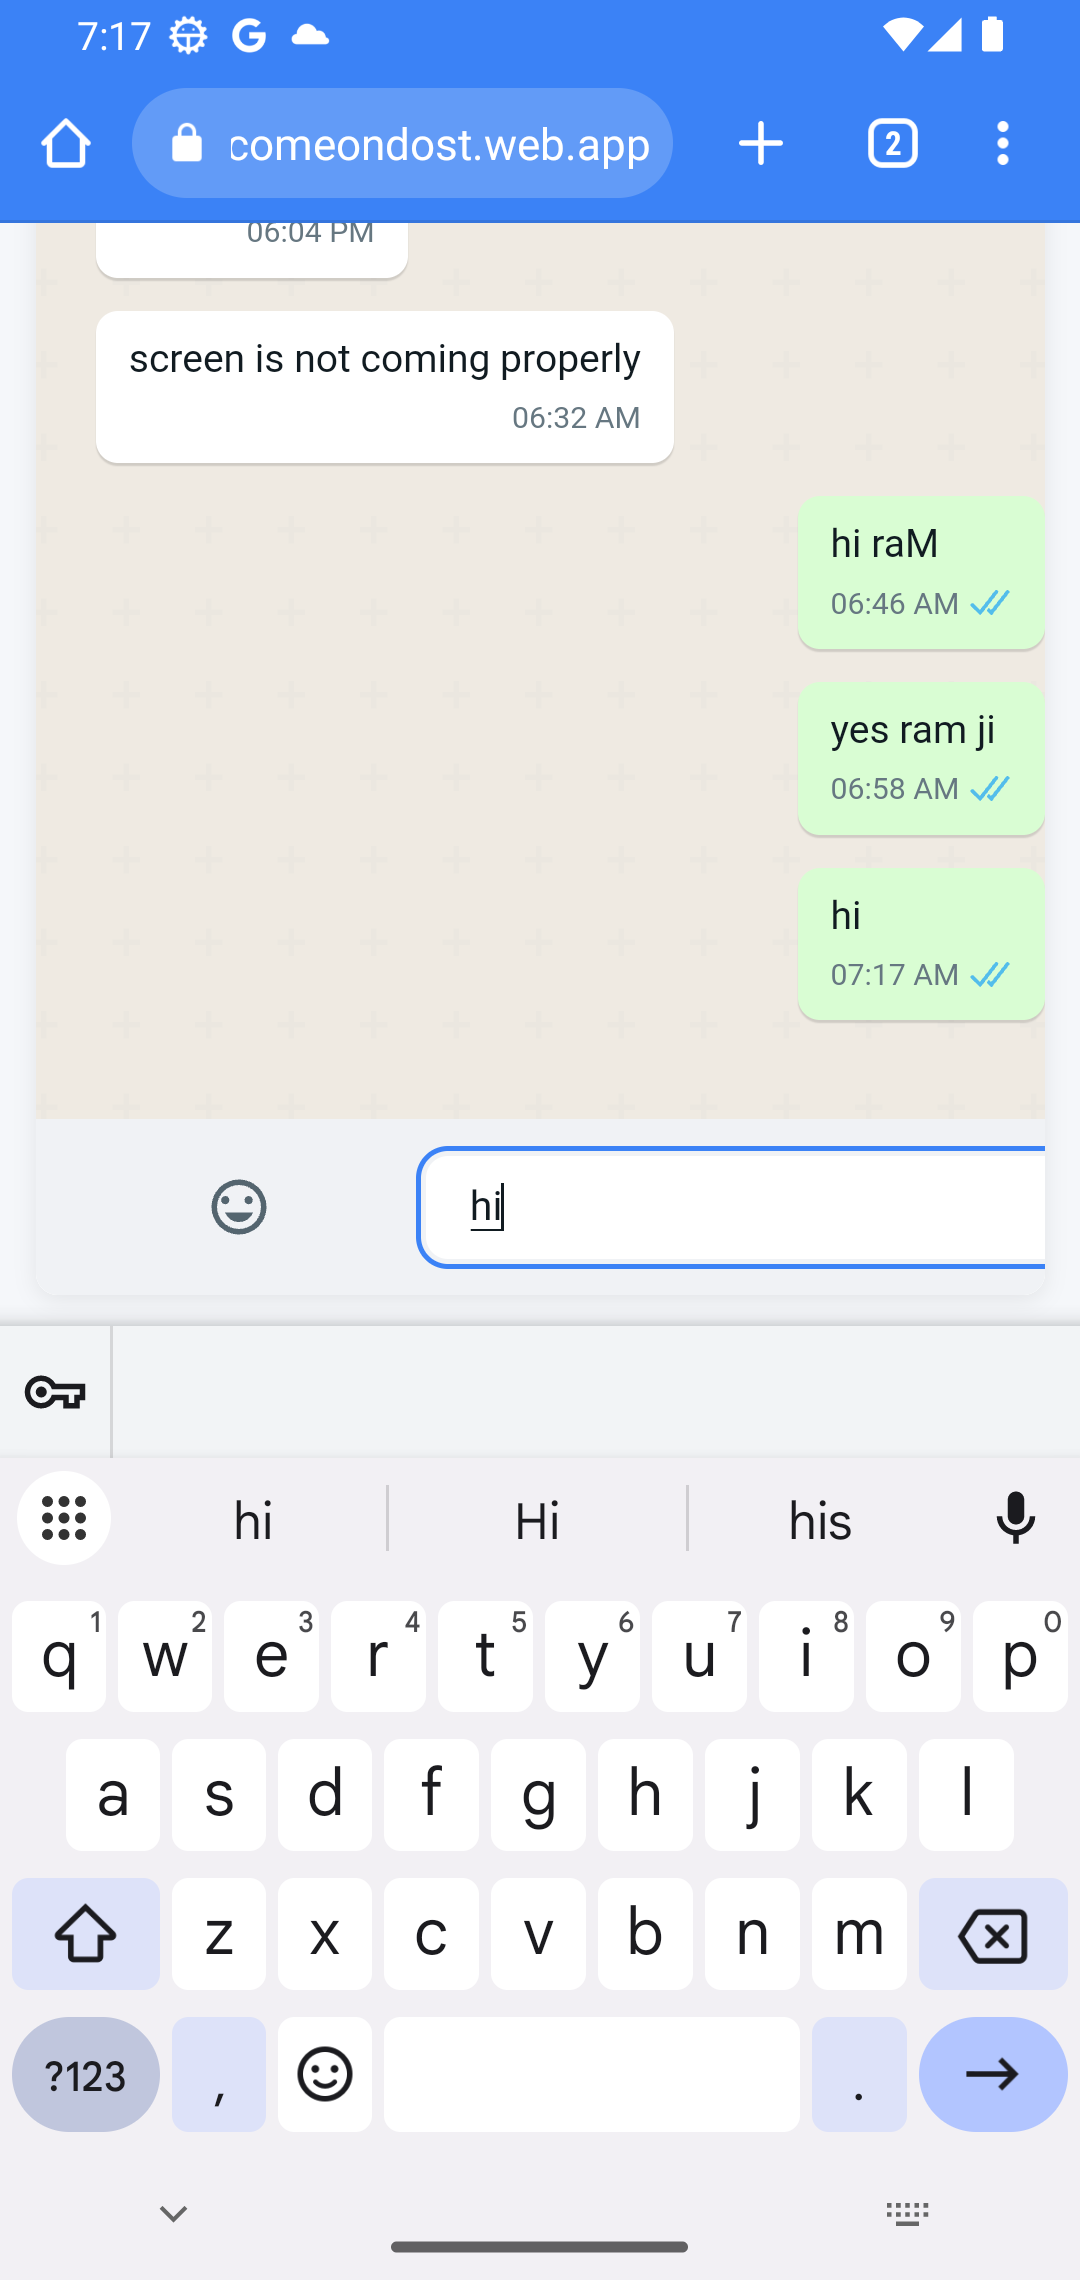 7:17
comeondost.web.app
2
06:04 PM
screen is not coming properly
06:32 AM
hi raM
06:46 AM
yes ram ji
06:58 AM
hi
07:17 AM
hi
hi Hi his
1 2 3 4 5 6 7 8 9 0
q w e r t y u i o p
a s d f g h j k l
z x c v b n m
?123 , .